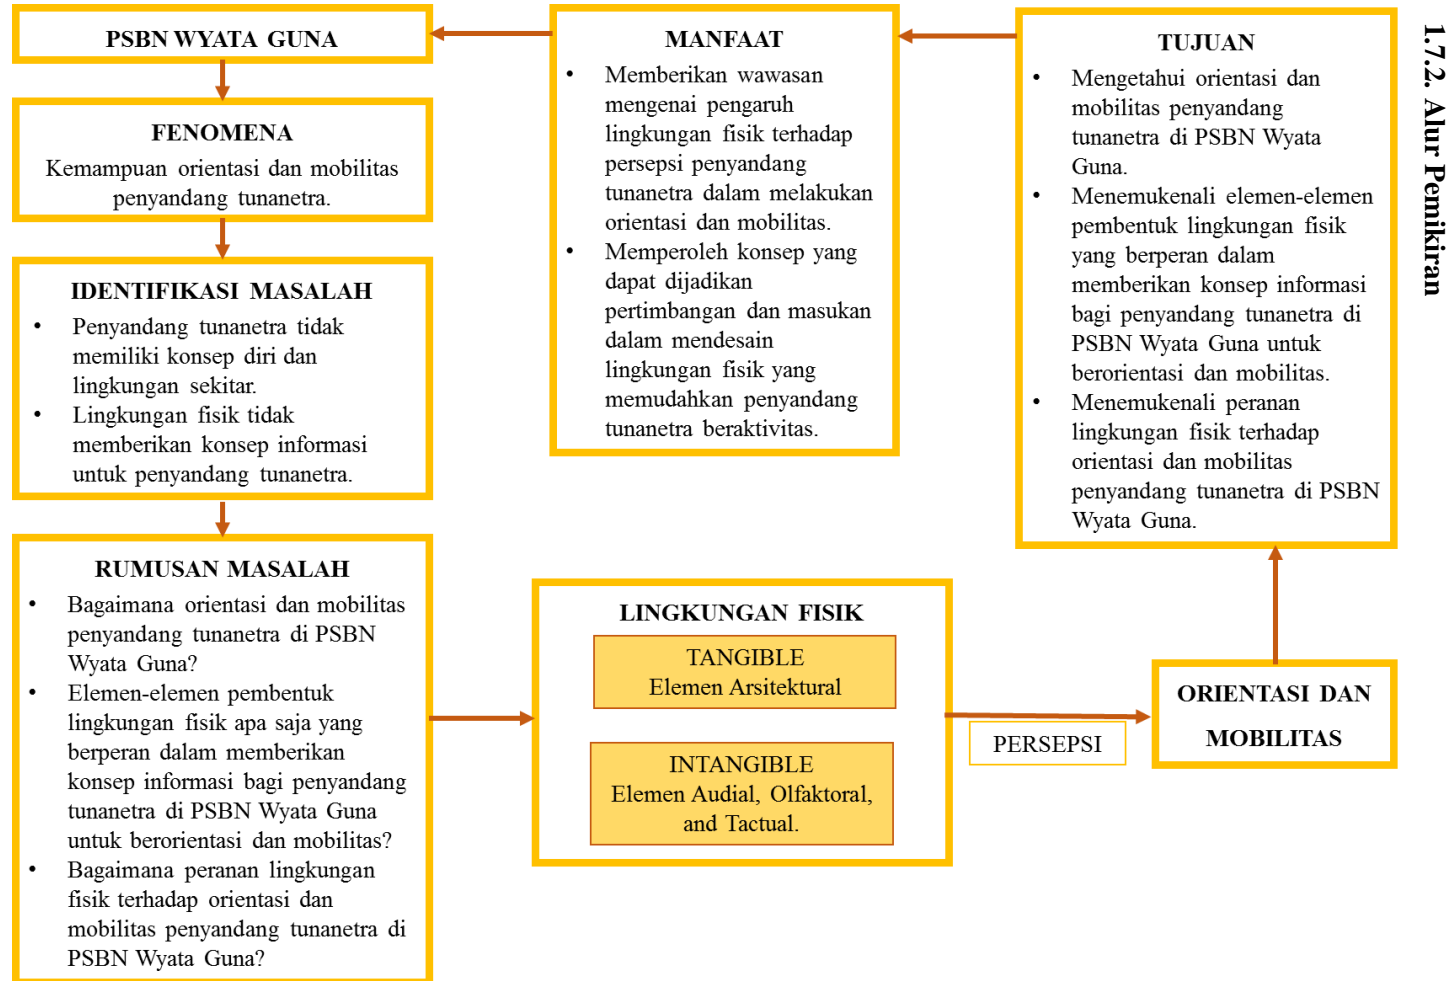 1.7.2. Alur Pemikiran
PSBN WYATA GUNA
FENOMENA
Kemampuan orientasi dan mobilitas
penyandang tunanetra.
IDENTIFIKASI MASALAH
• Penyandang tunanetra tidak
memiliki konsep diri dan
lingkungan sekitar.
• Lingkungan fisik tidak
memberikan konsep informasi
untuk penyandang tunanetra.
RUMUSAN MASALAH
• Bagaimana orientasi dan mobilitas
penyandang tunanetra di PSBN
Wyata Guna?
• Elemen-elemen pembentuk
lingkungan fisik apa saja yang
berperan dalam memberikan
konsep informasi bagi penyandang
tunanetra di PSBN Wyata Guna
untuk berorientasi dan mobilitas?
• Bagaimana peranan lingkungan
fisik terhadap orientasi dan
mobilitas penyandang tunanetra di
PSBN Wyata Guna?
LINGKUNGAN FISIK
TANGIBLE
Elemen Arsitektural
INTANGIBLE
Elemen Audial, Olfaktoral,
and Tactual.
PERSEPSI
ORIENTASI DAN
MOBILITAS
TUJUAN
• Mengetahui orientasi dan
mobilitas penyandang
tunanetra di PSBN Wyata
Guna.
• Menemukenali elemen-elemen
pembentuk lingkungan fisik
yang berperan dalam
memberikan konsep informasi
bagi penyandang tunanetra di
PSBN Wyata Guna untuk
berorientasi dan mobilitas.
• Menemukenali peranan
lingkungan fisik terhadap
orientasi dan mobilitas
penyandang tunanetra di PSBN
Wyata Guna.
MANFAAT
• Memberikan wawasan
mengenai pengaruh
lingkungan fisik terhadap
persepsi penyandang
tunanetra dalam melakukan
orientasi dan mobilitas.
• Memperoleh konsep yang
dapat dijadikan
pertimbangan dan masukan
dalam mendesain
lingkungan fisik yang
memudahkan penyandang
tunanetra beraktivitas.